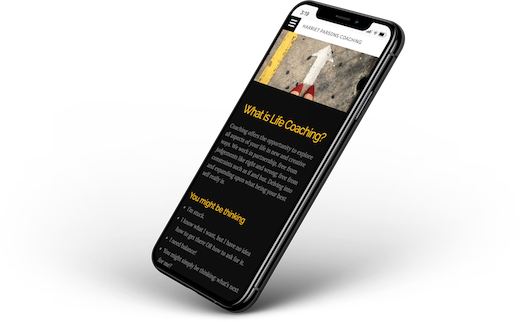 3:10
HARRIET PARSONS COACHING
What is Life Coaching?
Coaching offers the opportunity to explore
all aspects of your life in new and creative
ways. We work in partnership, free from
judgements like right and wrong; free from
constraints such as if and but. Delving into
and expanding upon what being your best
self really is.
You might be thinking
• I'm stuck.
• I know what I want, but I have no idea
how to get there OR how to ask for it.
• I need balance!
• You might simply be thinking; what's next
for me?